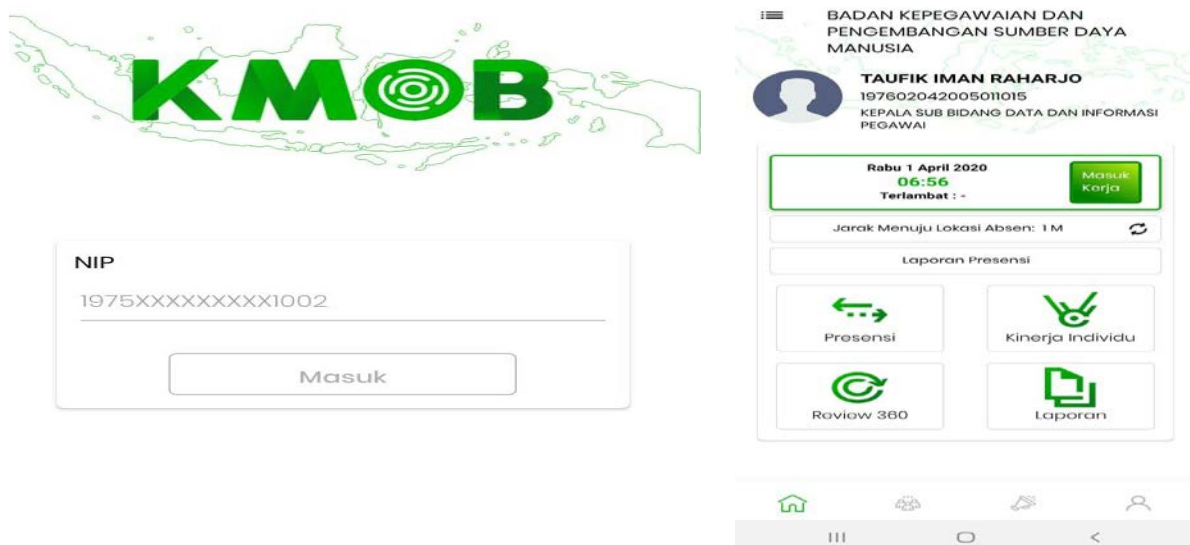 KMOB
NIP
1975XXXXXXXXX1002
Masuk
BADAN KEPEGAWAIAN DAN
PENGEMBANGAN SUMBER DAYA
MANUSIA
TAUFIK IMAN RAHARJO
197602042005011015
KEPALA SUB BIDANG DATA DAN INFORMASI
PEGAWAI
Rabu 1 April 2020
06:56
Terlambat : -
Masuk
Kerja
Jarak Menuju Lokasi Absen: 1 M
Laporan Presensi
Presensi
Kinerja Individu
Review 360
Laporan